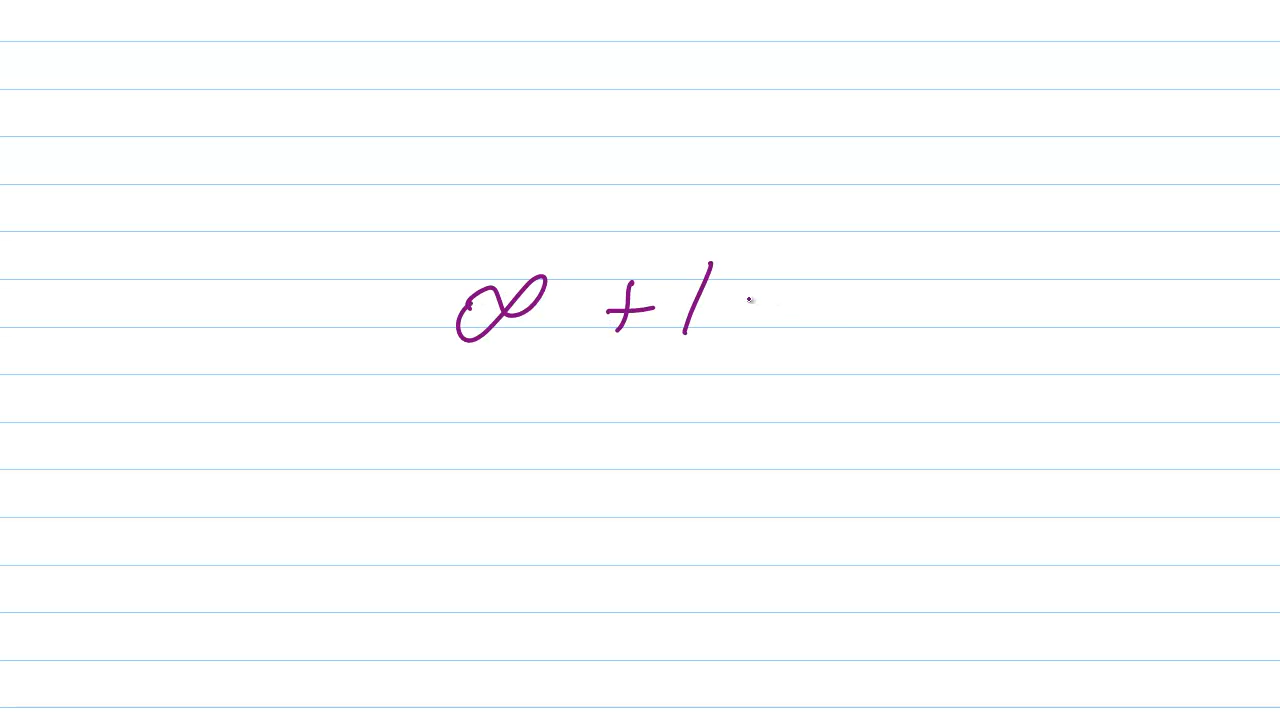 ∞ + 1